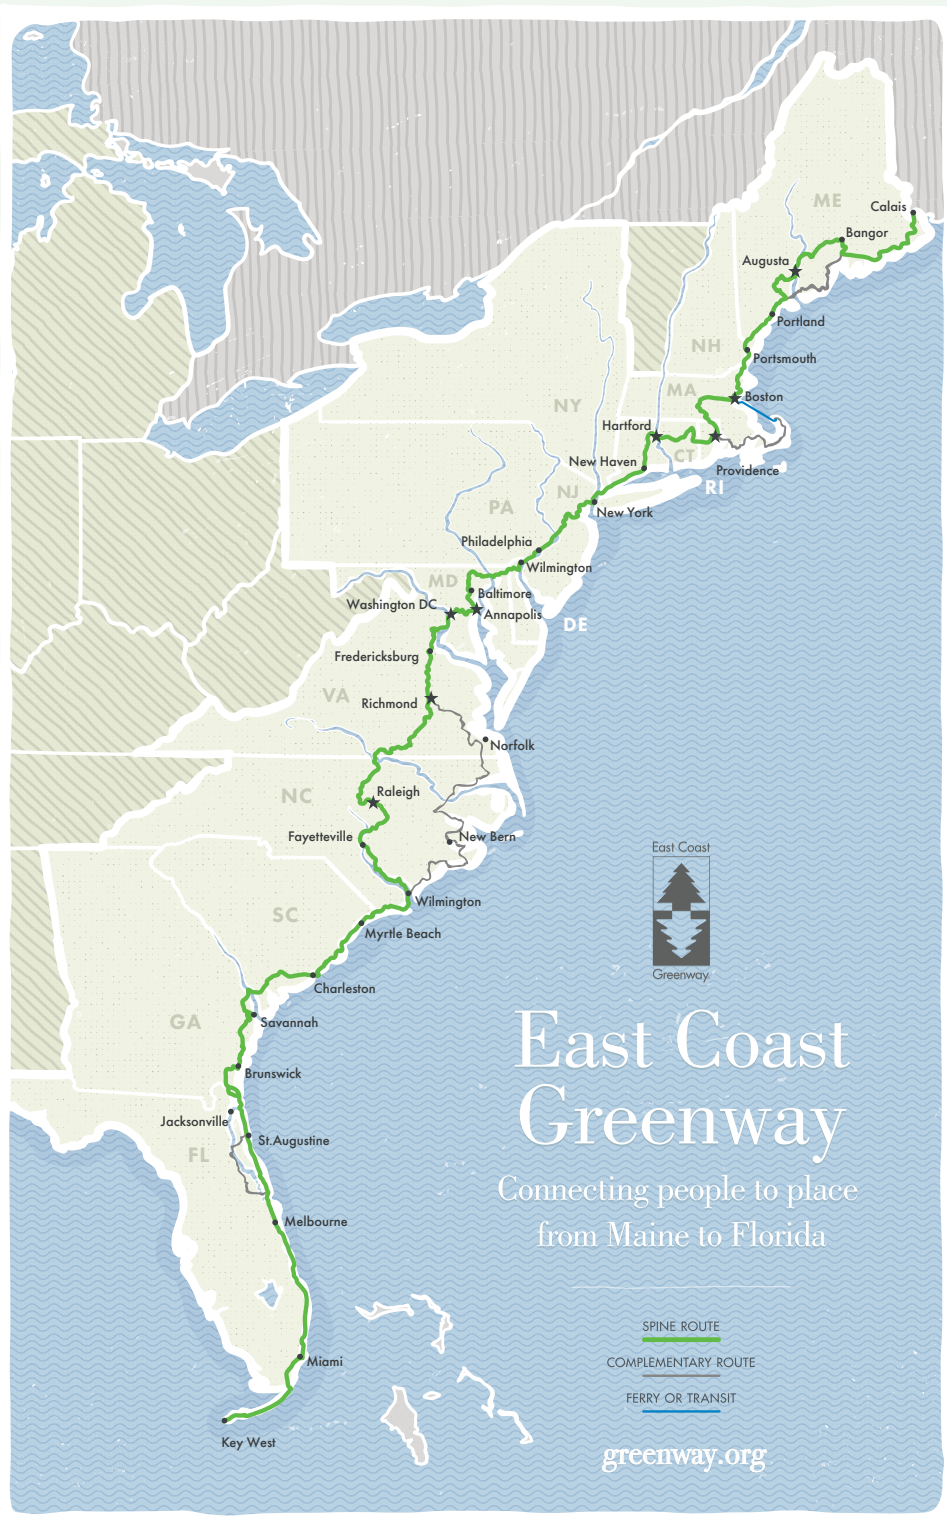 ME
Calais
Bangor
Augusta
Portland
NH
Portsmouth
MA
Boston
NY
Hartford
CT
New Haven
Providence
RI
NJ
PA
New York
Philadelphia
Wilmington
MD
Baltimore
Washington DC
Annapolis
DE
Fredericksburg
VA
Richmond
Norfolk
NC
Raleigh
Fayetteville
New Bern
Wilmington
SC
Myrtle Beach
Charleston
GA
Savannah
Brunswick
Jacksonville
St.Augustine
FL
Melbourne
Miami
Key West
East Coast
Greenway
East Coast
Greenway
Connecting people to place
from Maine to Florida
SPINE ROUTE
COMPLEMENTARY ROUTE
FERRY OR TRANSIT
greenway.org